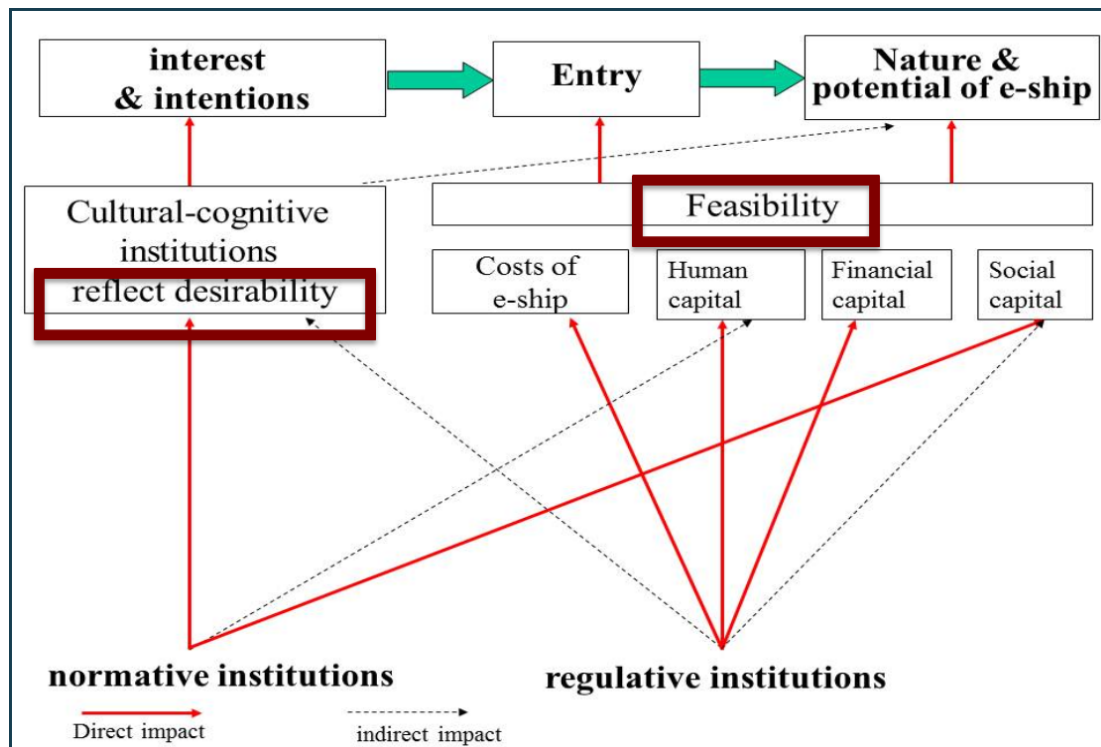 interest
& intentions
Entry
Nature &
potential of e-ship
Cultural-cognitive
institutions
reflect desirability
Feasibility
Costs of
e-ship
Human
capital
Financial
capital
Social
capital
normative institutions
regulative institutions
Direct impact
indirect impact